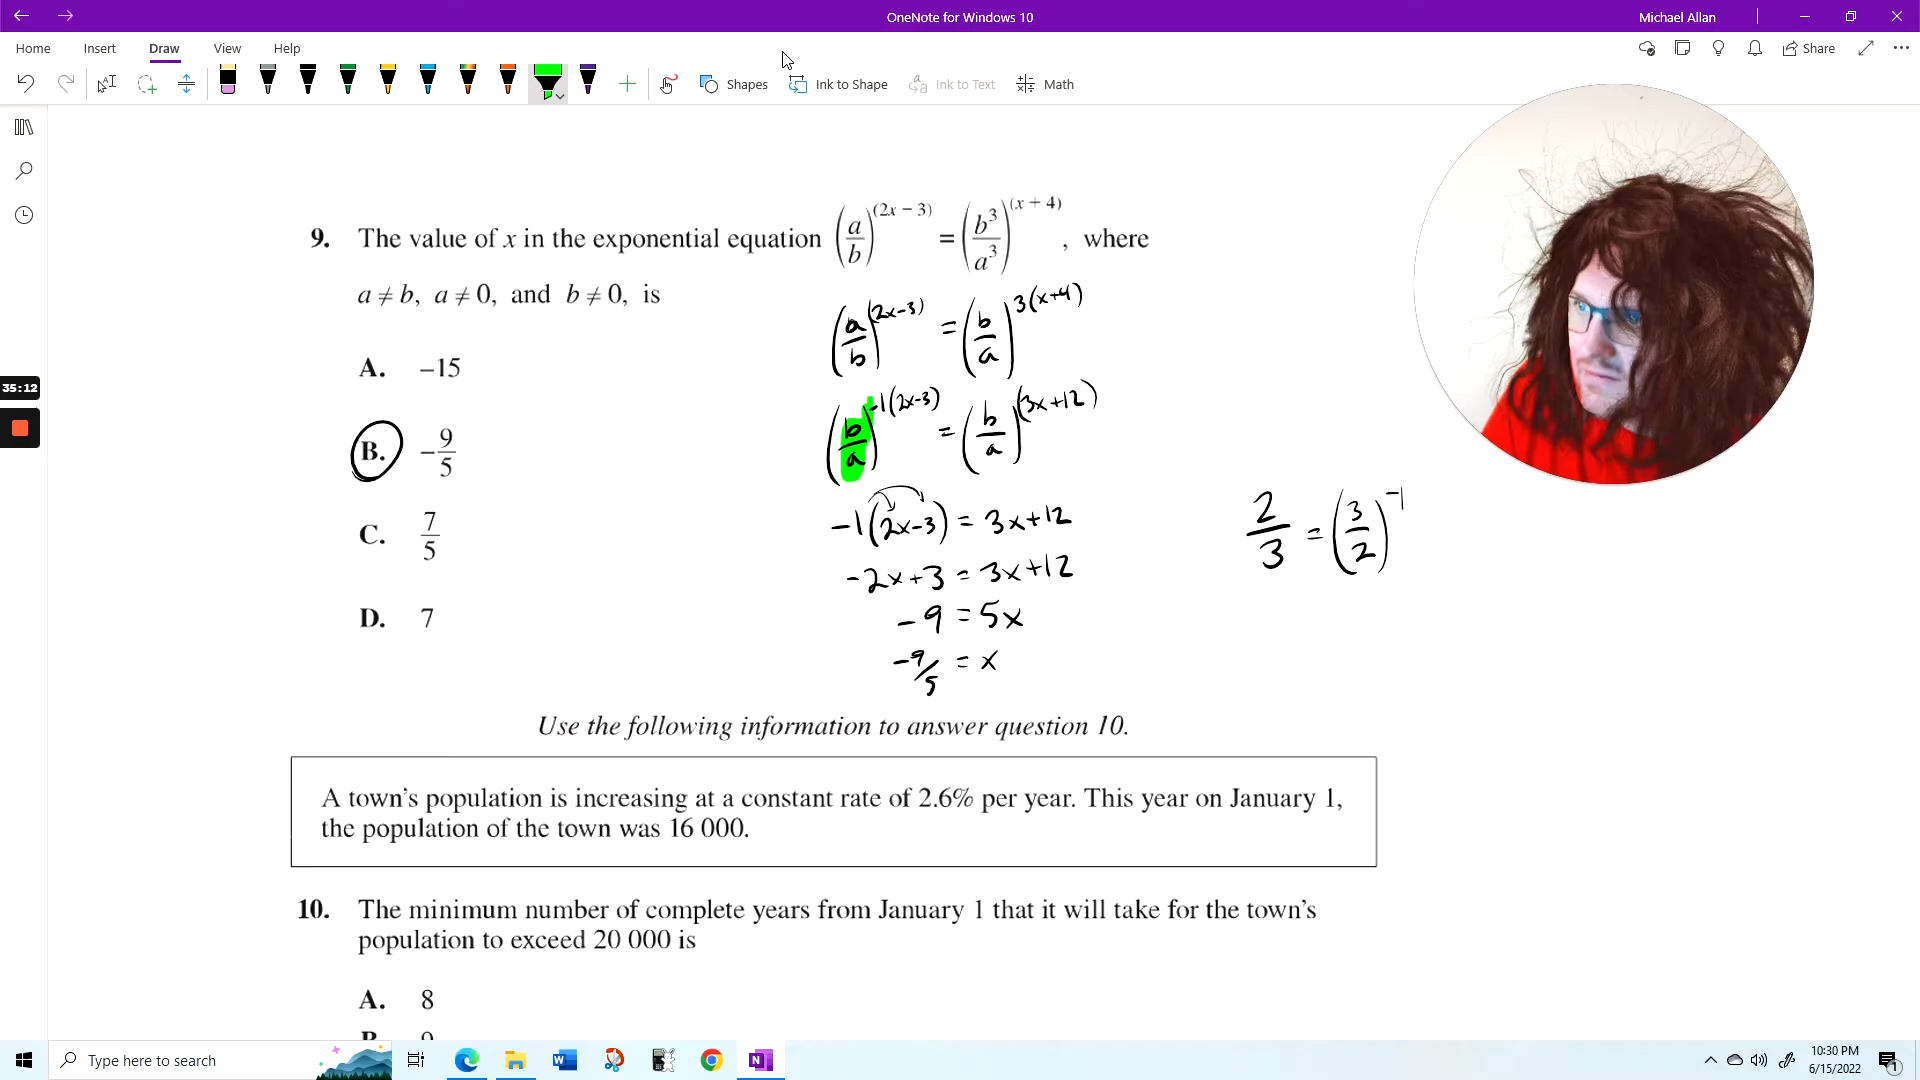 OneNote for Windows 10
Michael Allan
Home Insert Draw View Help
Share
Shapes Ink to Shape Ink to Text Math
9. The value of x in the exponential equation (a/b)^(2x − 3) = (b³/a³)^(x + 4), where
a ≠ b, a ≠ 0, and b ≠ 0, is
(a/b)^(2x-3) = (b/a)^3(x+4)
A. –15
(b/a)^-1(2x-3) = (b/a)^(3x+12)
B. −9/5
-1(2x-3) = 3x+12
2/3 = (3/2)^-1
C. 7/5
-2x+3 = 3x+12
D. 7
-9 = 5x
-9/5 = x
35:12
Use the following information to answer question 10.
A town's population is increasing at a constant rate of 2.6% per year. This year on January 1,
the population of the town was 16 000.
10. The minimum number of complete years from January 1 that it will take for the town's
population to exceed 20 000 is
A. 8
B. 9
Type here to search
10:30 PM
6/15/2022
1